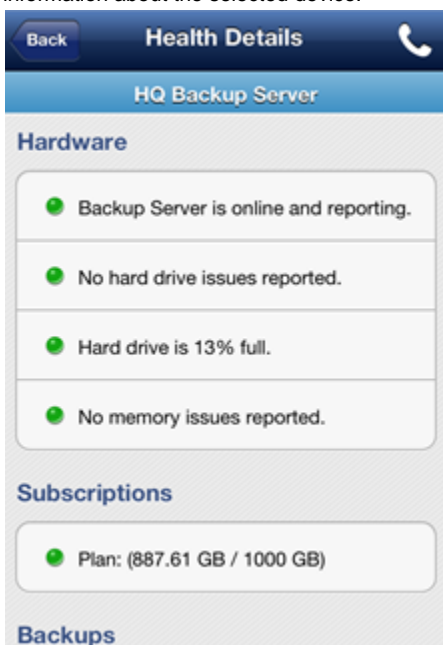 information about the selected device.
Back
Health Details
HQ Backup Server
Hardware
Backup Server is online and reporting.
No hard drive issues reported.
Hard drive is 13% full.
No memory issues reported.
Subscriptions
Plan: (887.61 GB / 1000 GB)
Backups